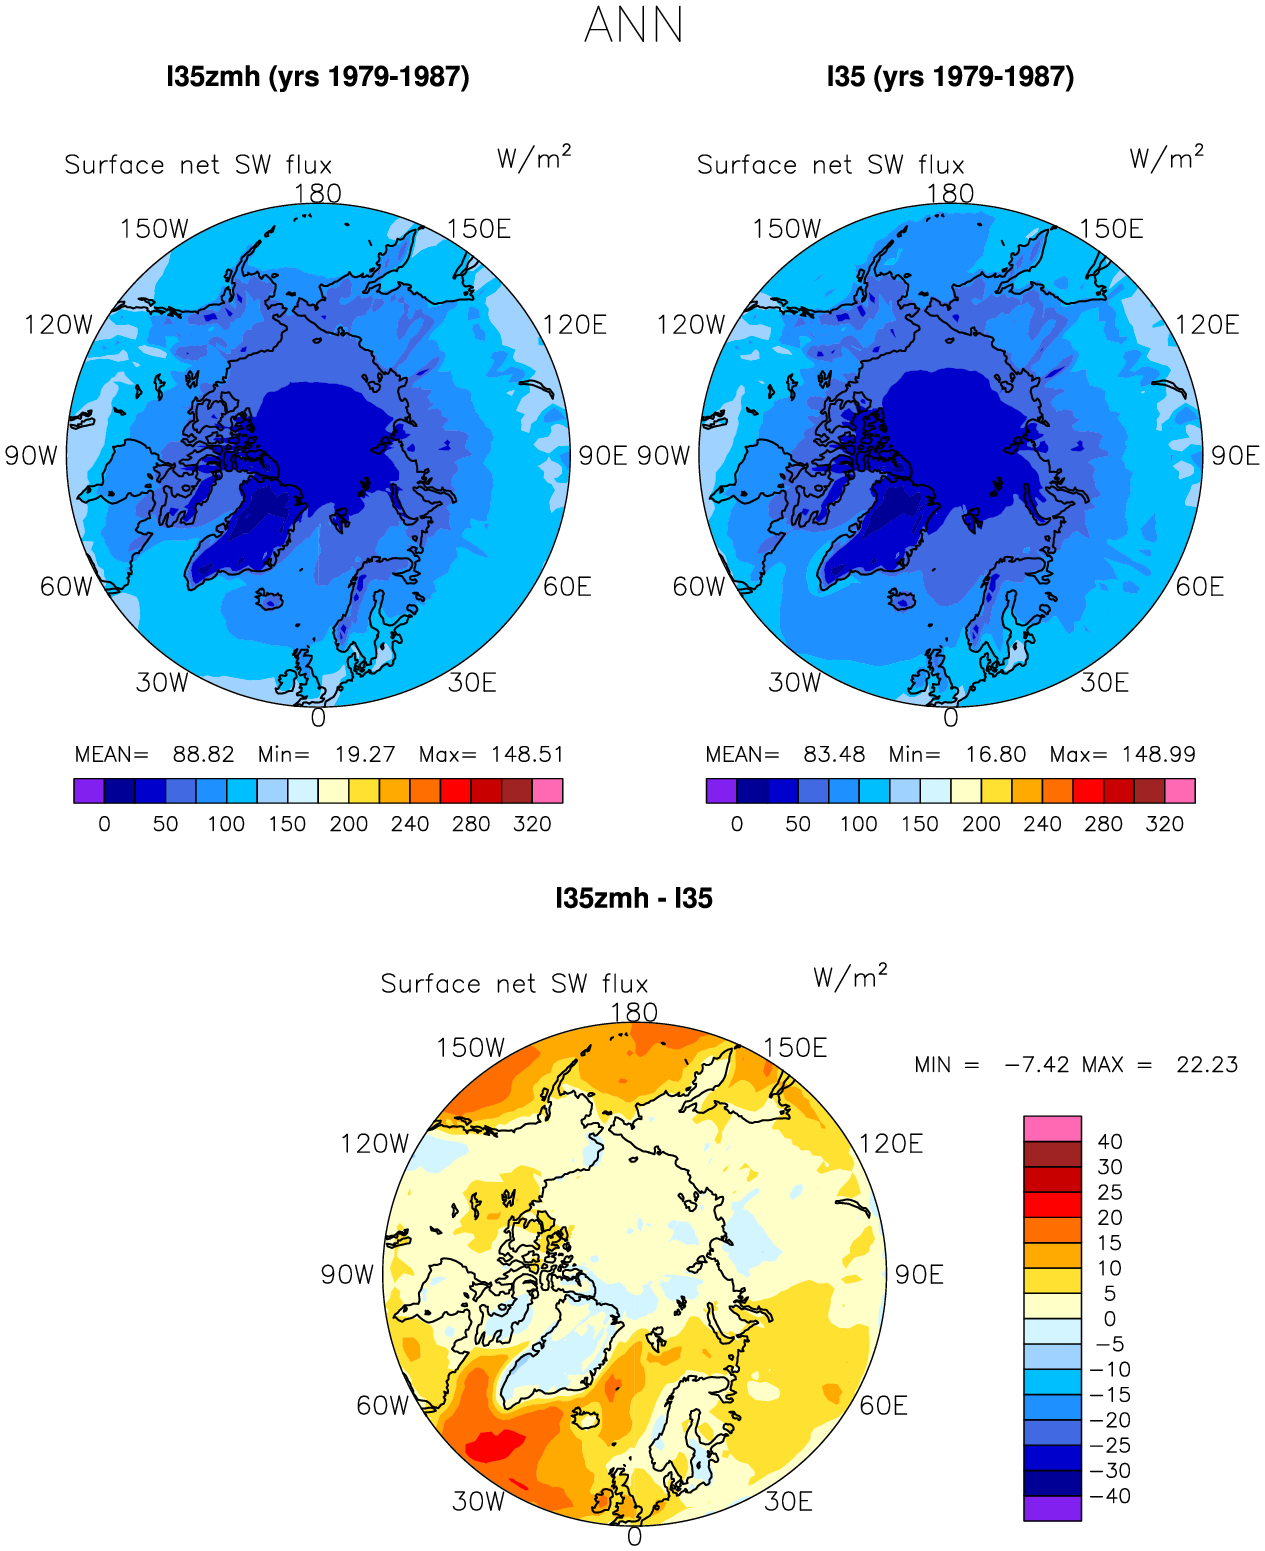 ANN
I35zmh (yrs 1979-1987)
I35 (yrs 1979-1987)
Surface net SW flux W/m²
180
150W 150E
120W 120E
90W 90E
60W 60E
30W 30E
0
MEAN= 88.82 Min= 19.27 Max= 148.51
0 50 100 150 200 240 280 320
Surface net SW flux W/m²
180
150W 150E
120W 120E
90W 90E
60W 60E
30W 30E
0
MEAN= 83.48 Min= 16.80 Max= 148.99
0 50 100 150 200 240 280 320
I35zmh - I35
Surface net SW flux W/m²
180
150W 150E
120W 120E
90W 90E
60W 60E
30W 30E
0
MIN = −7.42 MAX = 22.23
40
30
25
20
15
10
5
0
−5
−10
−15
−20
−25
−30
−40